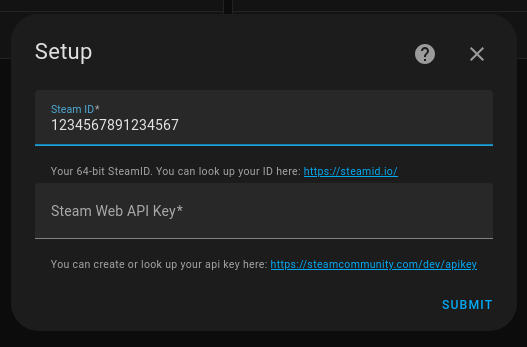 Setup
Steam ID*
1234567891234567
Your 64-bit SteamID. You can look up your ID here: https://steamid.io/
Steam Web API Key*
You can create or look up your api key here: https://steamcommunity.com/dev/apikey
SUBMIT